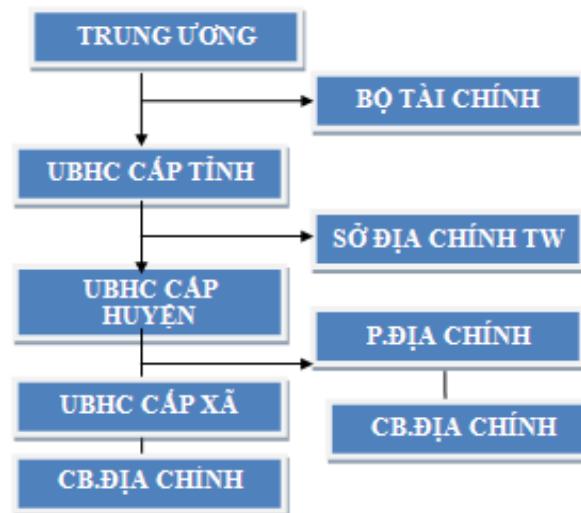 TRUNG ƯƠNG
BỘ TÀI CHÍNH
UBHC CẤP TỈNH
SỞ ĐỊA CHÍNH TW
UBHC CẤP
HUYỆN
P.ĐỊA CHÍNH
UBHC CẤP XÃ
CB.ĐỊA CHÍNH
CB.ĐỊA CHÍNH